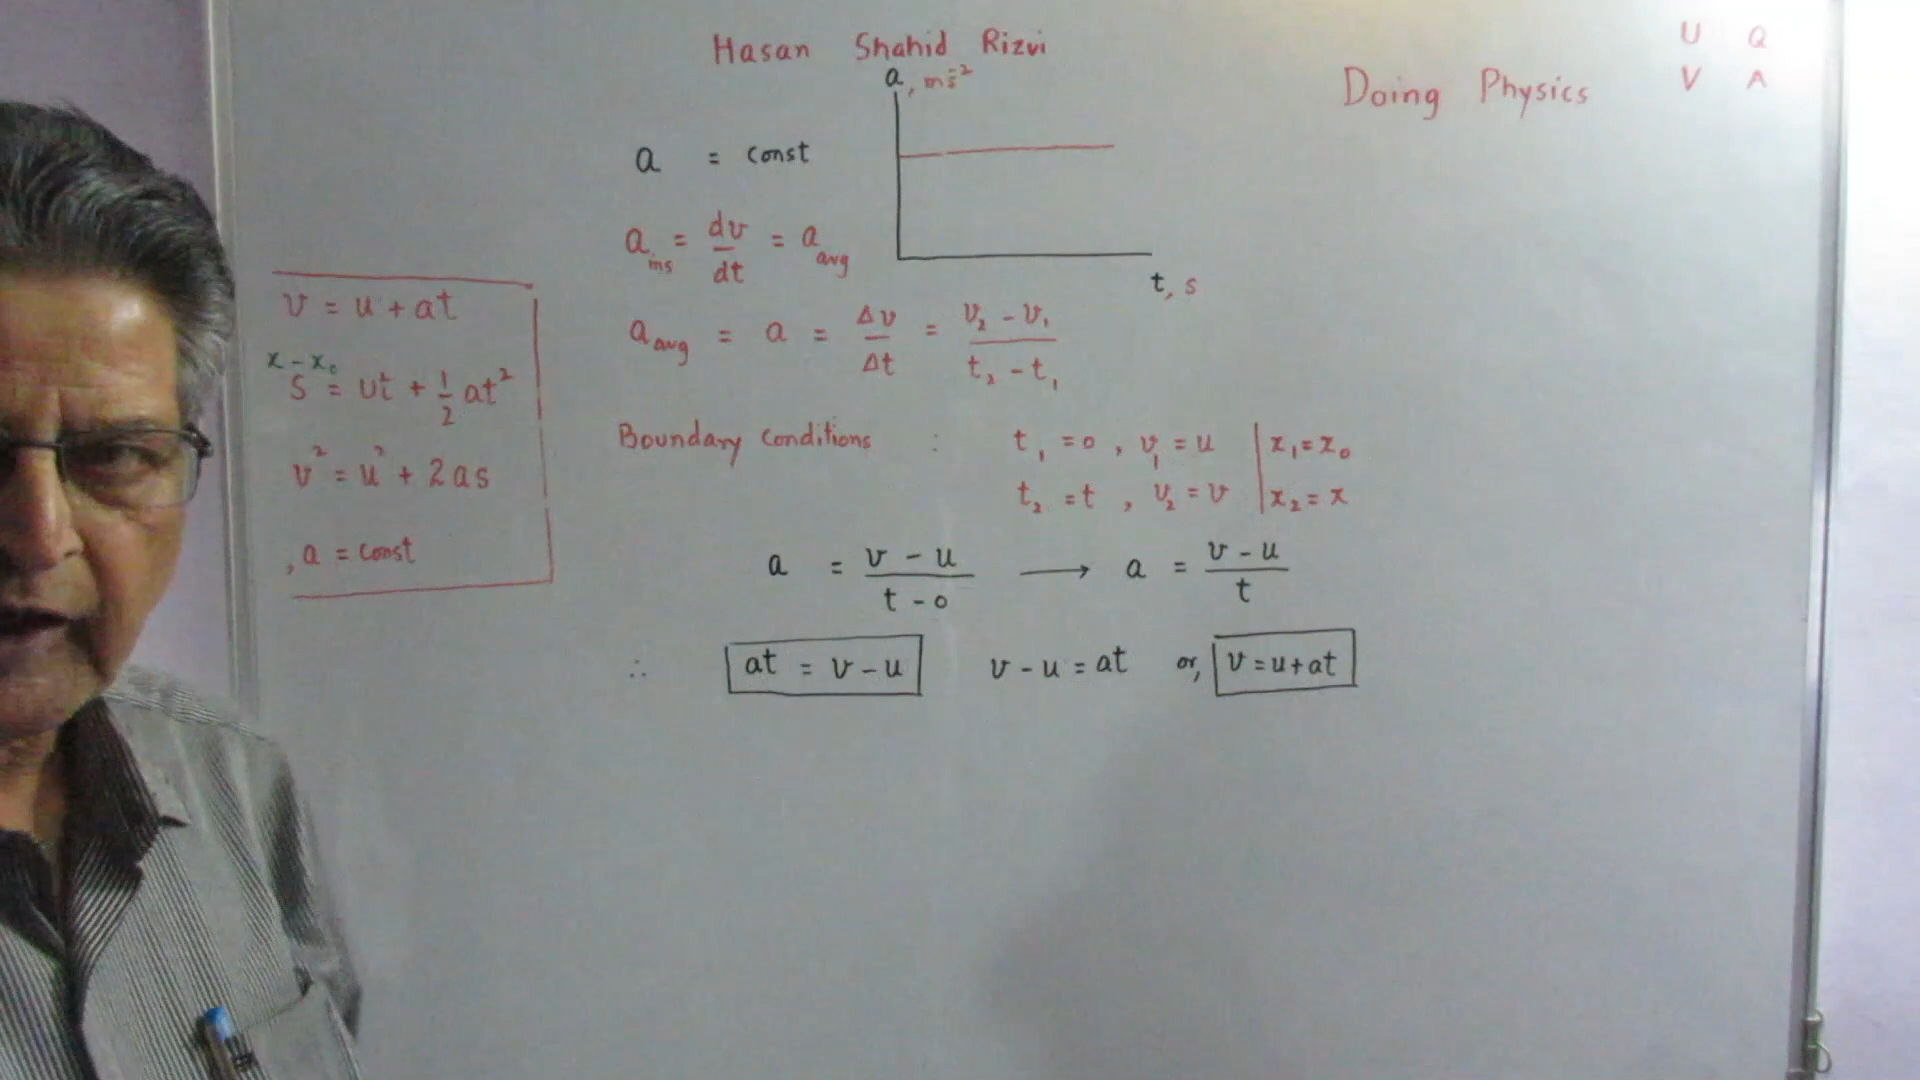 Hasan Shahid Rizvi
U Q
V A
Doing Physics
a, ms⁻²
a = const
a_ins = dv/dt = a_avg
t, s
a_avg = a = Δv/Δt = (v₂ - v₁)/(t₂ - t₁)
v = u + at
x - x₀
S = ut + 1/2 at²
v² = u² + 2as
, a = const
Boundary Conditions : t₁ = 0, v₁ = u | x₁ = x₀
t₂ = t, v₂ = v | x₂ = x
a = (v - u)/(t - 0) → a = (v - u)/t
∴ at = v - u v - u = at or, v = u + at